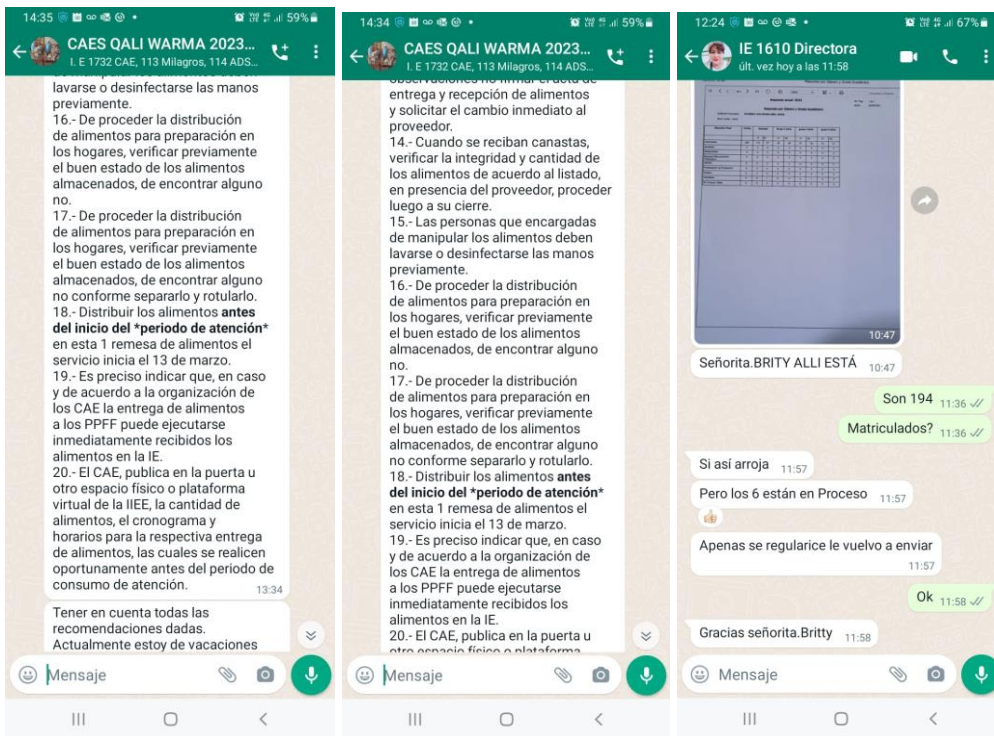 14:35 59%
CAES QALI WARMA 2023...
I. E 1732 CAE, 113 Milagros, 114 ADS...
lavarse o desinfectarse las manos
previamente.
16.- De proceder la distribución
de alimentos para preparación en
los hogares, verificar previamente
el buen estado de los alimentos
almacenados, de encontrar alguno
no.
17.- De proceder la distribución
de alimentos para preparación en
los hogares, verificar previamente
el buen estado de los alimentos
almacenados, de encontrar alguno
no conforme separarlo y rotularlo.
18.- Distribuir los alimentos antes
del inicio del *periodo de atención*
en esta 1 remesa de alimentos el
servicio inicia el 13 de marzo.
19.- Es preciso indicar que, en caso
y de acuerdo a la organización de
los CAE la entrega de alimentos
a los PPFF puede ejecutarse
inmediatamente recibidos los
alimentos en la IE.
20.- El CAE, publica en la puerta u
otro espacio físico o plataforma
virtual de la IIEE, la cantidad de
alimentos, el cronograma y
horarios para la respectiva entrega
de alimentos, las cuales se realicen
oportunamente antes del periodo de
consumo de atención. 13:34
Tener en cuenta todas las
recomendaciones dadas.
Actualmente estoy de vacaciones
Mensaje
14:34 59%
CAES QALI WARMA 2023...
I. E 1732 CAE, 113 Milagros, 114 ADS...
observaciones no firmar el acta de
entrega y recepción de alimentos
y solicitar el cambio inmediato al
proveedor.
14.- Cuando se reciban canastas,
verificar la integridad y cantidad de
los alimentos de acuerdo al listado,
en presencia del proveedor, proceder
luego a su cierre.
15.- Las personas que encargadas
de manipular los alimentos deben
lavarse o desinfectarse las manos
previamente.
16.- De proceder la distribución
de alimentos para preparación en
los hogares, verificar previamente
el buen estado de los alimentos
almacenados, de encontrar alguno
no.
17.- De proceder la distribución
de alimentos para preparación en
los hogares, verificar previamente
el buen estado de los alimentos
almacenados, de encontrar alguno
no conforme separarlo y rotularlo.
18.- Distribuir los alimentos antes
del inicio del *periodo de atención*
en esta 1 remesa de alimentos el
servicio inicia el 13 de marzo.
19.- Es preciso indicar que, en caso
y de acuerdo a la organización de
los CAE la entrega de alimentos
a los PPFF puede ejecutarse
inmediatamente recibidos los
alimentos en la IE.
20.- El CAE, publica en la puerta u
otro espacio físico o plataforma
Mensaje
12:24 67%
IE 1610 Directora
últ. vez hoy a las 11:58
10:47
Señorita.BRITY ALLI ESTÁ 10:47
Son 194 11:36
Matriculados? 11:36
Si así arroja 11:57
Pero los 6 están en Proceso 11:57
Apenas se regularice le vuelvo a enviar
11:57
Ok 11:58
Gracias señorita.Britty 11:58
Mensaje